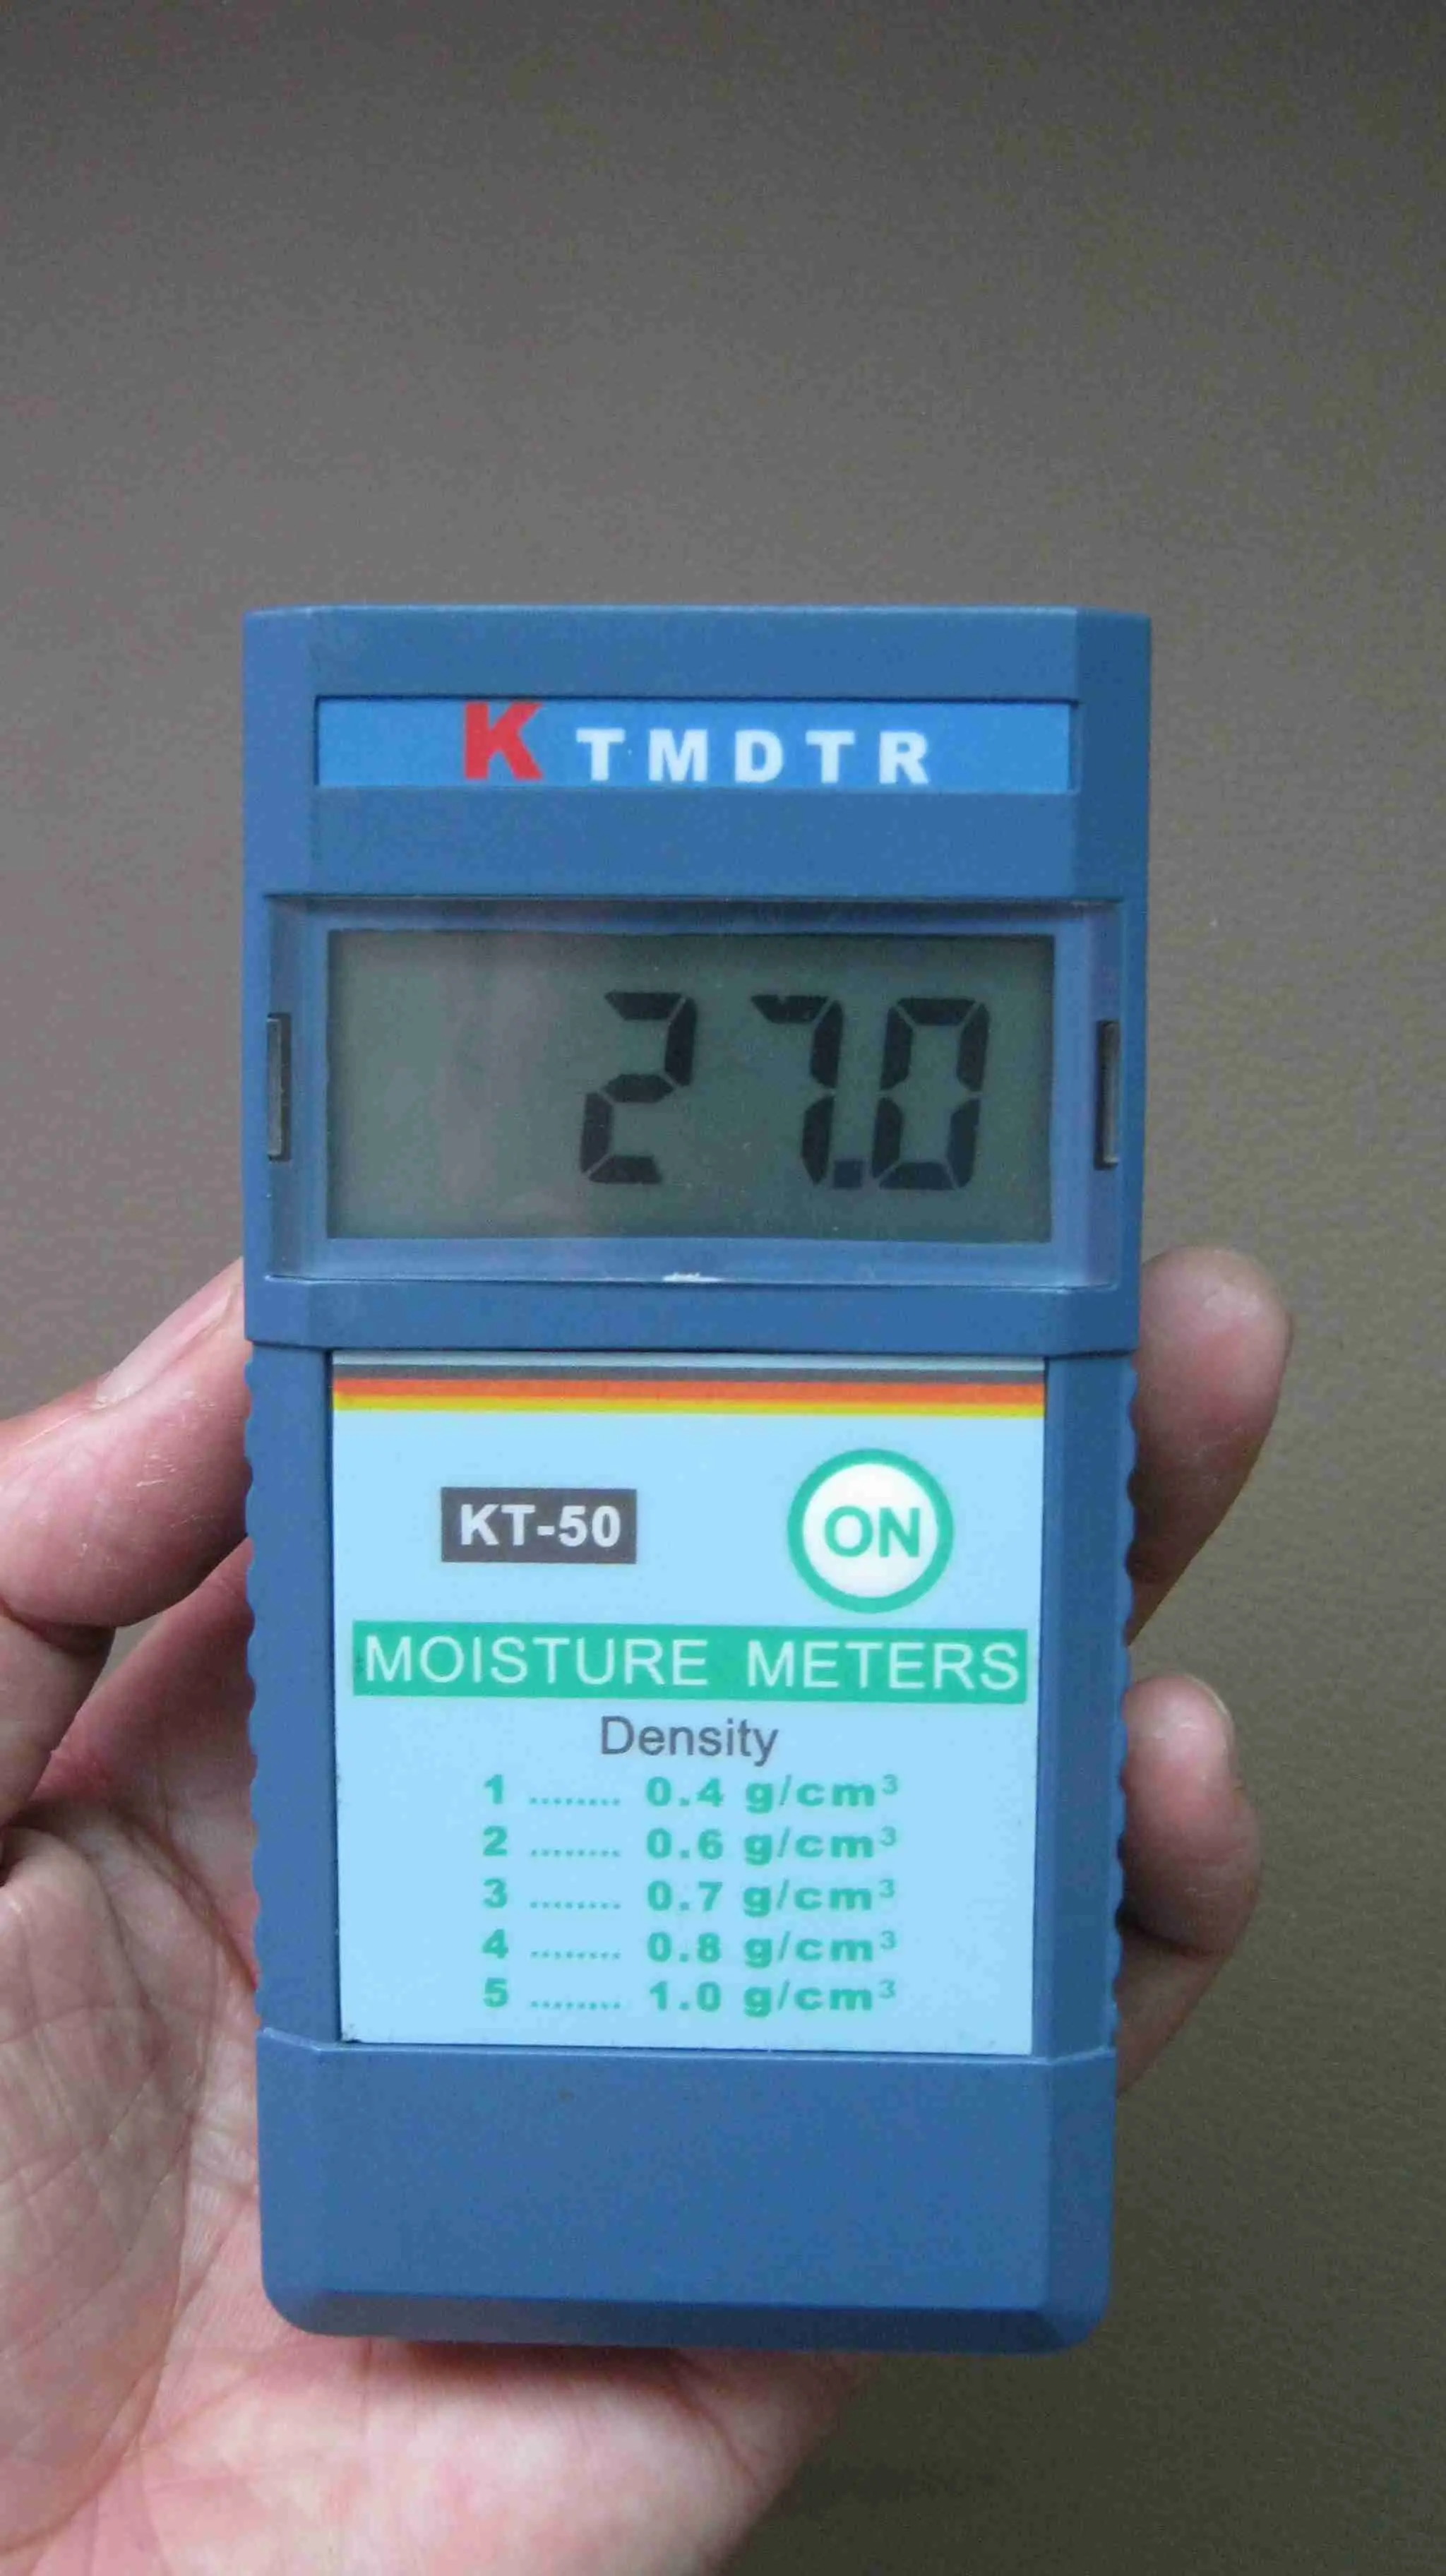 K TMDTR
27.0
KT-50 ON
MOISTURE METERS
Density
1 ........ 0.4 g/cm³
2 ........ 0.6 g/cm³
3 ........ 0.7 g/cm³
4 ........ 0.8 g/cm³
5 ........ 1.0 g/cm³